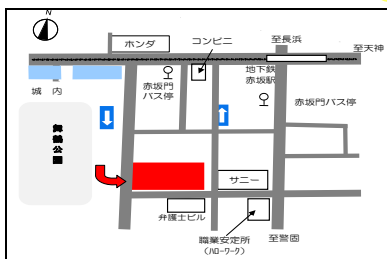 至長浜
ホンダ
コンビニ
至天神
地下鉄
赤坂駅
赤坂門
バス停
赤坂門バス停
城 内
舞鶴公園
サニー
弁護士ビル
職業安定所
(ハローワーク)
至警固